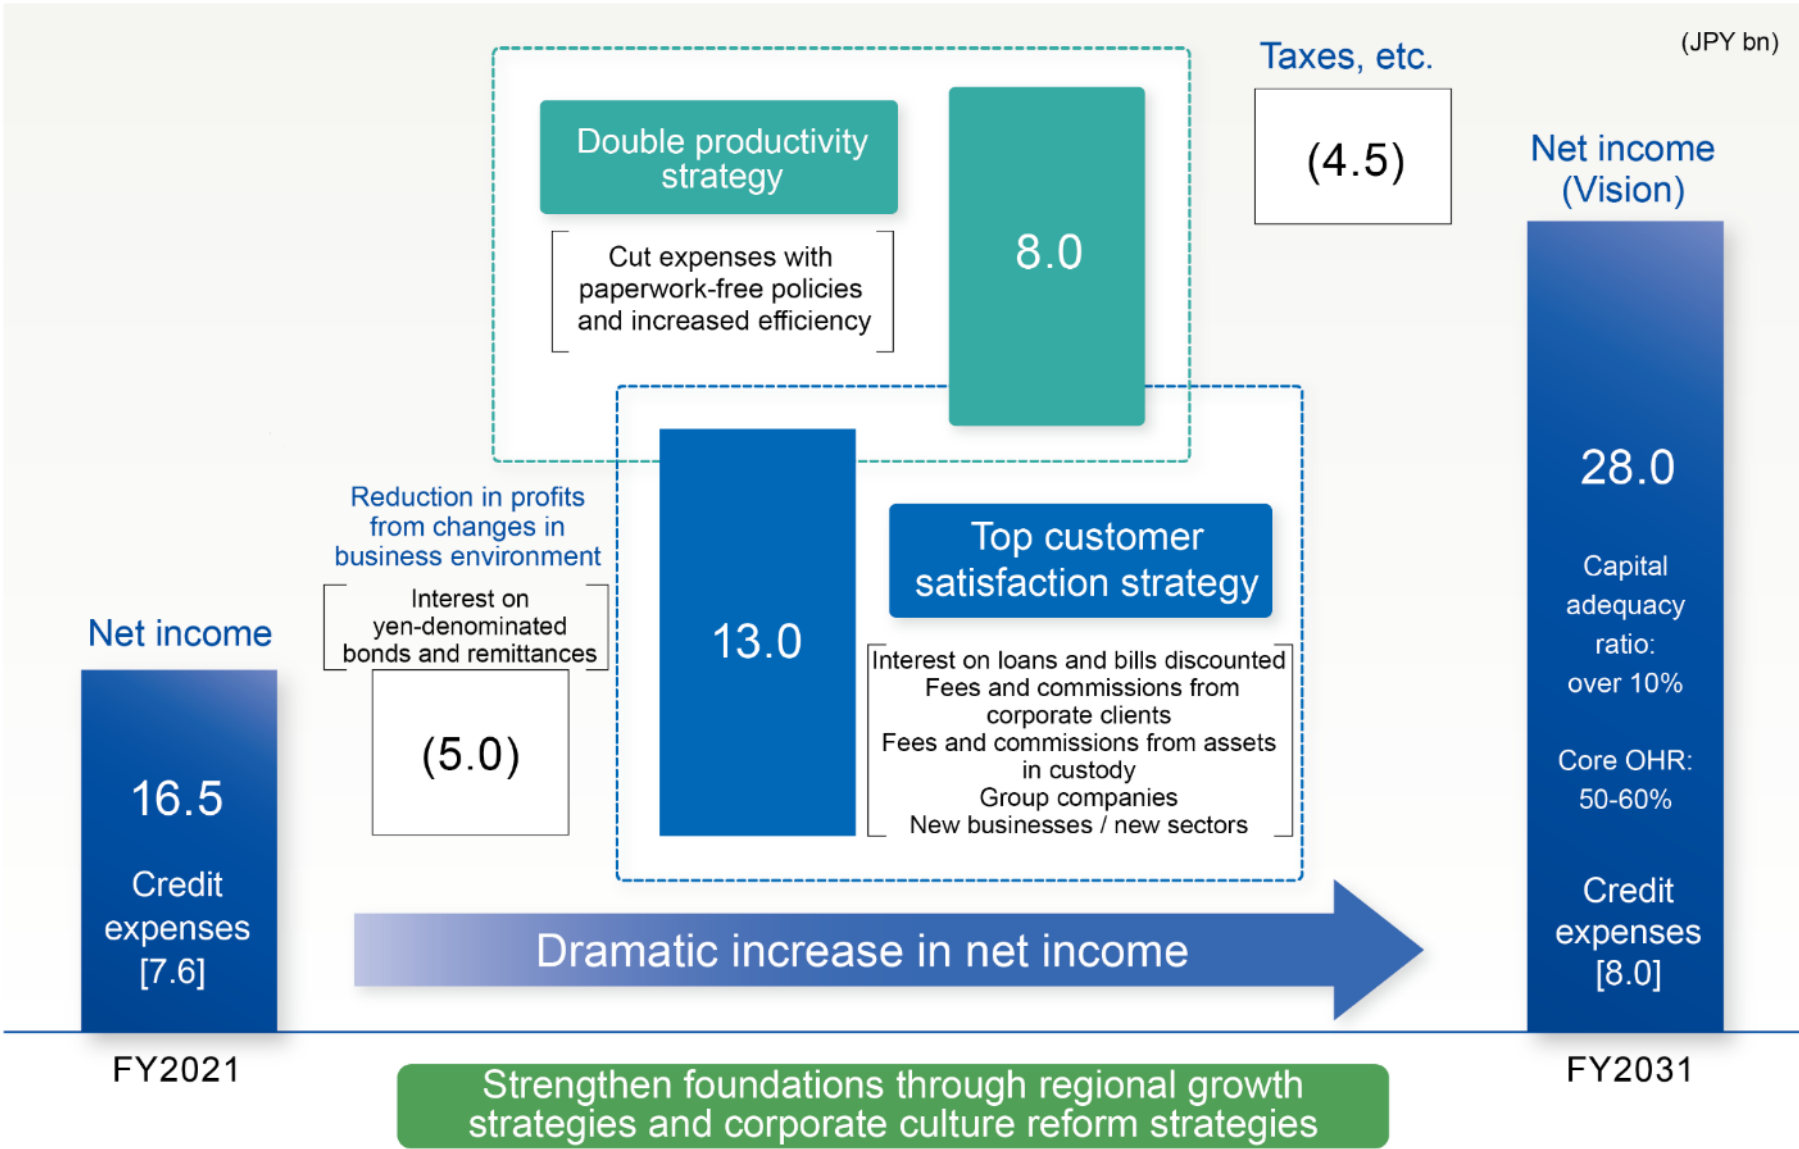 (JPY bn)
Taxes, etc.
(4.5)
Double productivity
strategy
Cut expenses with
paperwork-free policies
and increased efficiency
8.0
Net income
(Vision)
28.0
Capital
adequacy
ratio:
over 10%
Core OHR:
50-60%
Credit
expenses
[8.0]
Reduction in profits
from changes in
business environment
Interest on
yen-denominated
bonds and remittances
(5.0)
13.0
Top customer
satisfaction strategy
Interest on loans and bills discounted
Fees and commissions from
corporate clients
Fees and commissions from assets
in custody
Group companies
New businesses / new sectors
Net income
16.5
Credit
expenses
[7.6]
Dramatic increase in net income
FY2021
FY2031
Strengthen foundations through regional growth
strategies and corporate culture reform strategies